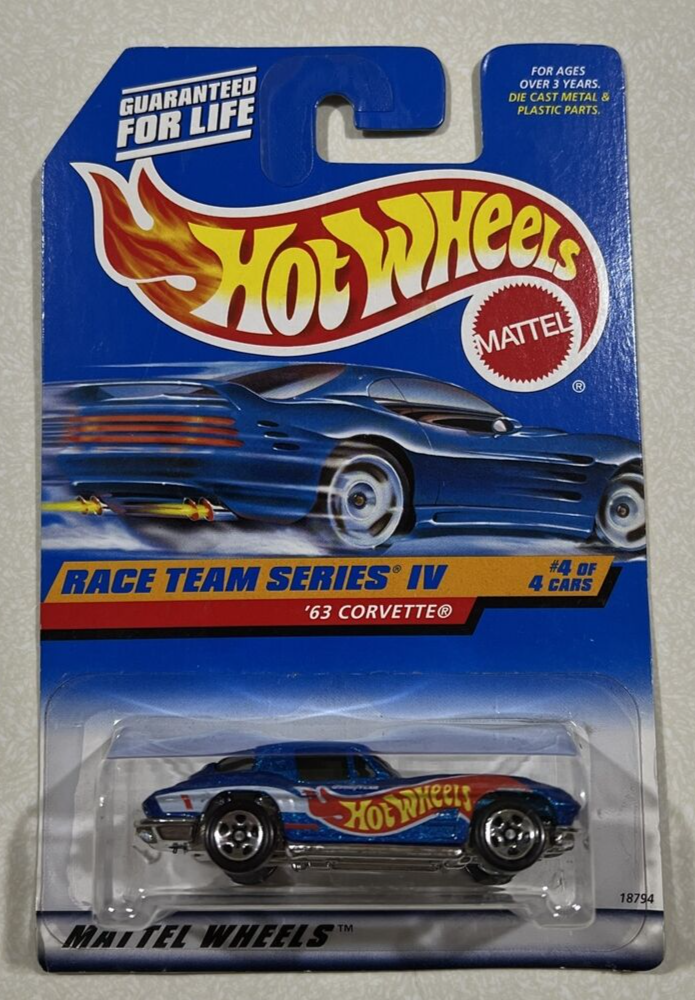 GUARANTEED
FOR LIFE
FOR AGES
OVER 3 YEARS.
DIE CAST METAL &
PLASTIC PARTS.
HOT WHEELS
MATTEL
®
RACE TEAM SERIES® IV
#4 OF
4 CARS
'63 CORVETTE®
HOT WHEELS
1
18794
MATTEL WHEELS™